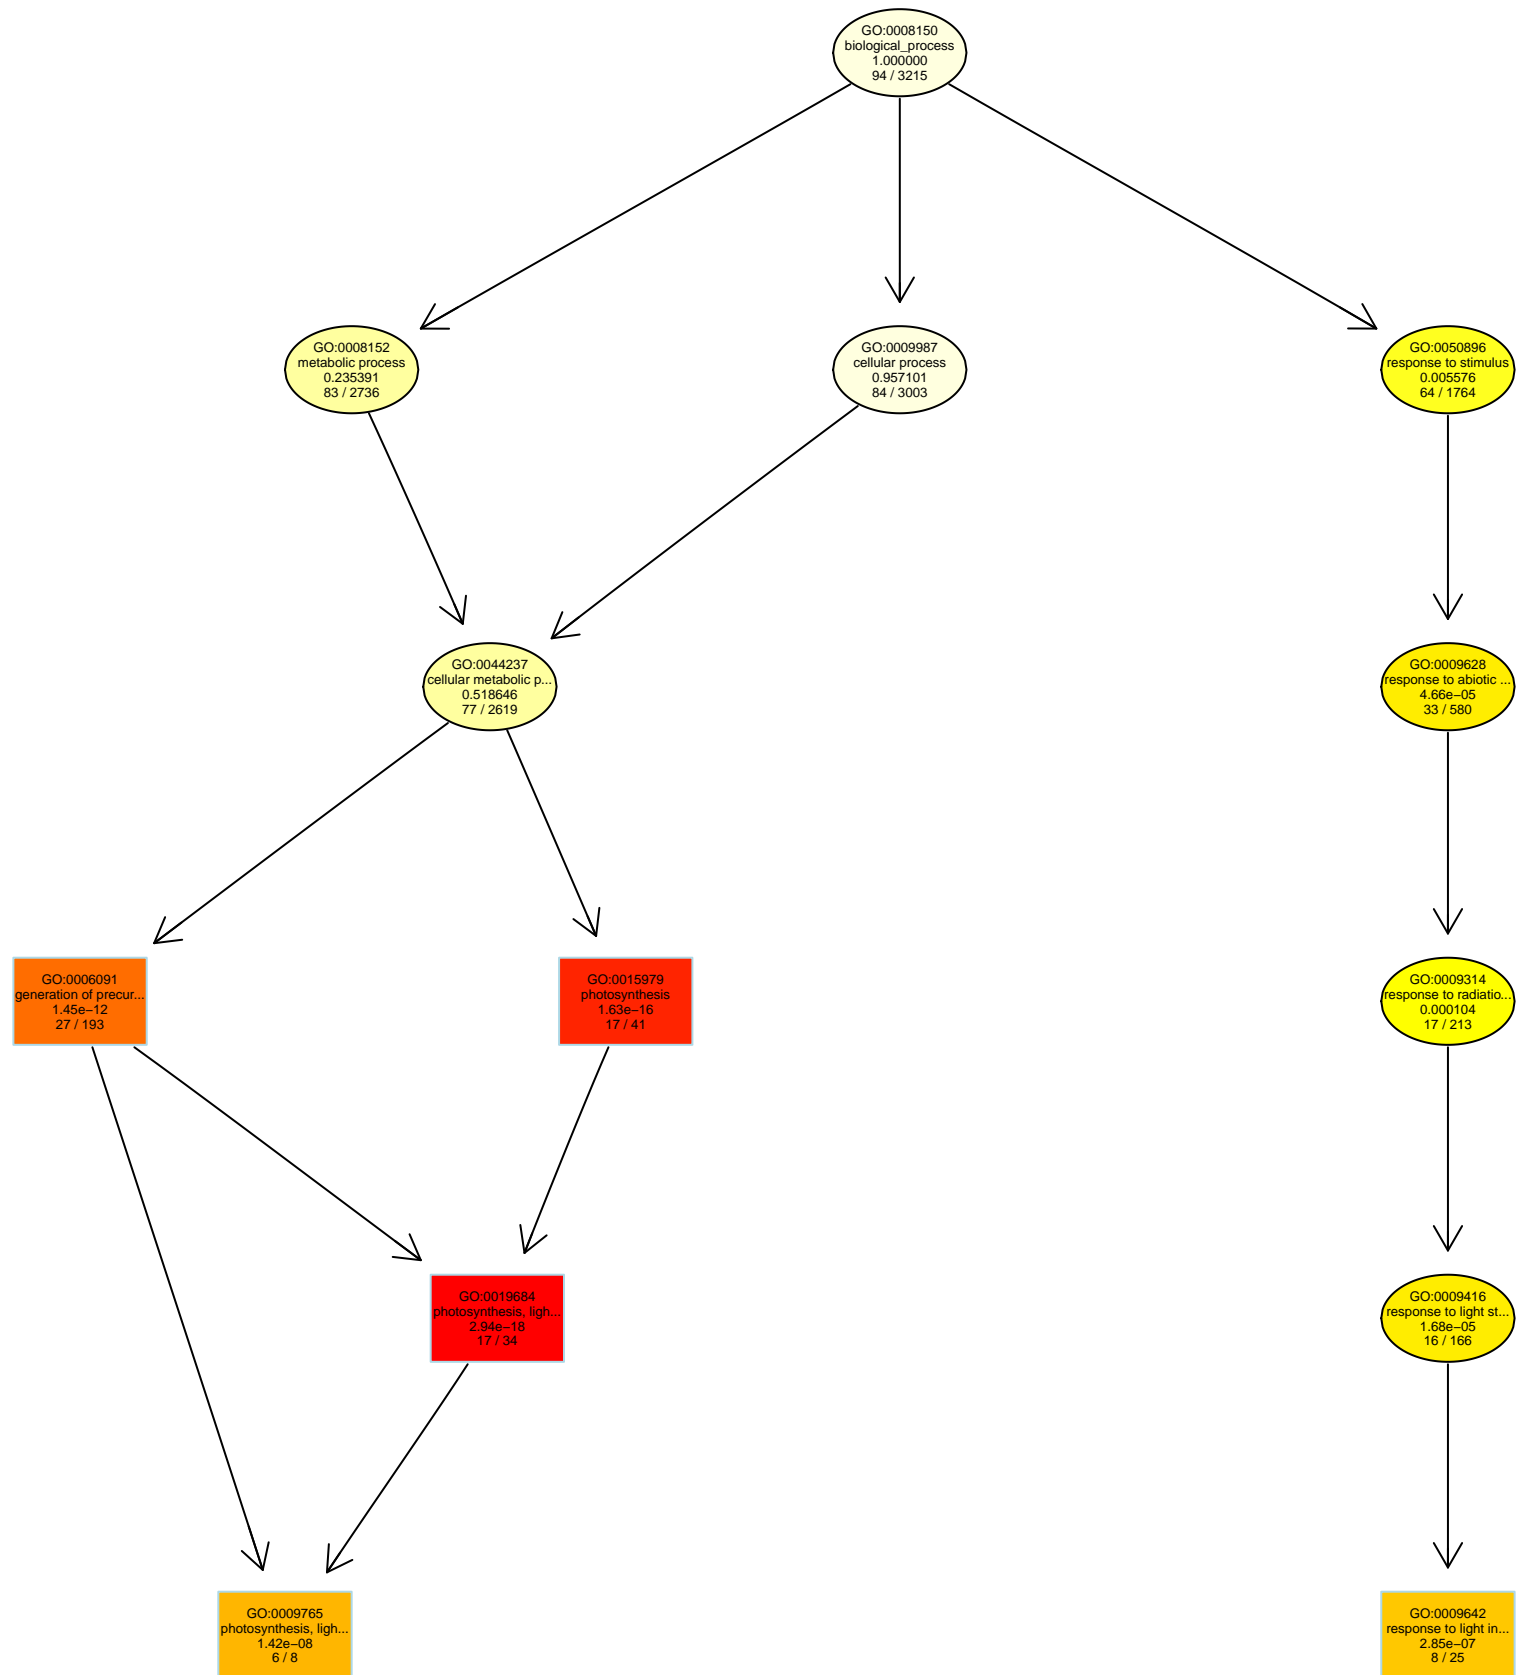 GO:0008150
biological_process
1.000000
94 / 3215
GO:0008152
metabolic process
0.235391
83 / 2736
GO:0009987
cellular process
0.957101
84 / 3003
GO:0050896
response to stimulus
0.005576
64 / 1764
GO:0044237
cellular metabolic p...
0.518646
77 / 2619
GO:0009628
response to abiotic ...
4.66e−05
33 / 580
GO:0006091
generation of precur...
1.45e−12
27 / 193
GO:0015979
photosynthesis
1.63e−16
17 / 41
GO:0009314
response to radiatio...
0.000104
17 / 213
GO:0019684
photosynthesis, ligh...
2.94e−18
17 / 34
GO:0009416
response to light st...
1.68e−05
16 / 166
GO:0009765
photosynthesis, ligh...
1.42e−08
6 / 8
GO:0009642
response to light in...
2.85e−07
8 / 25